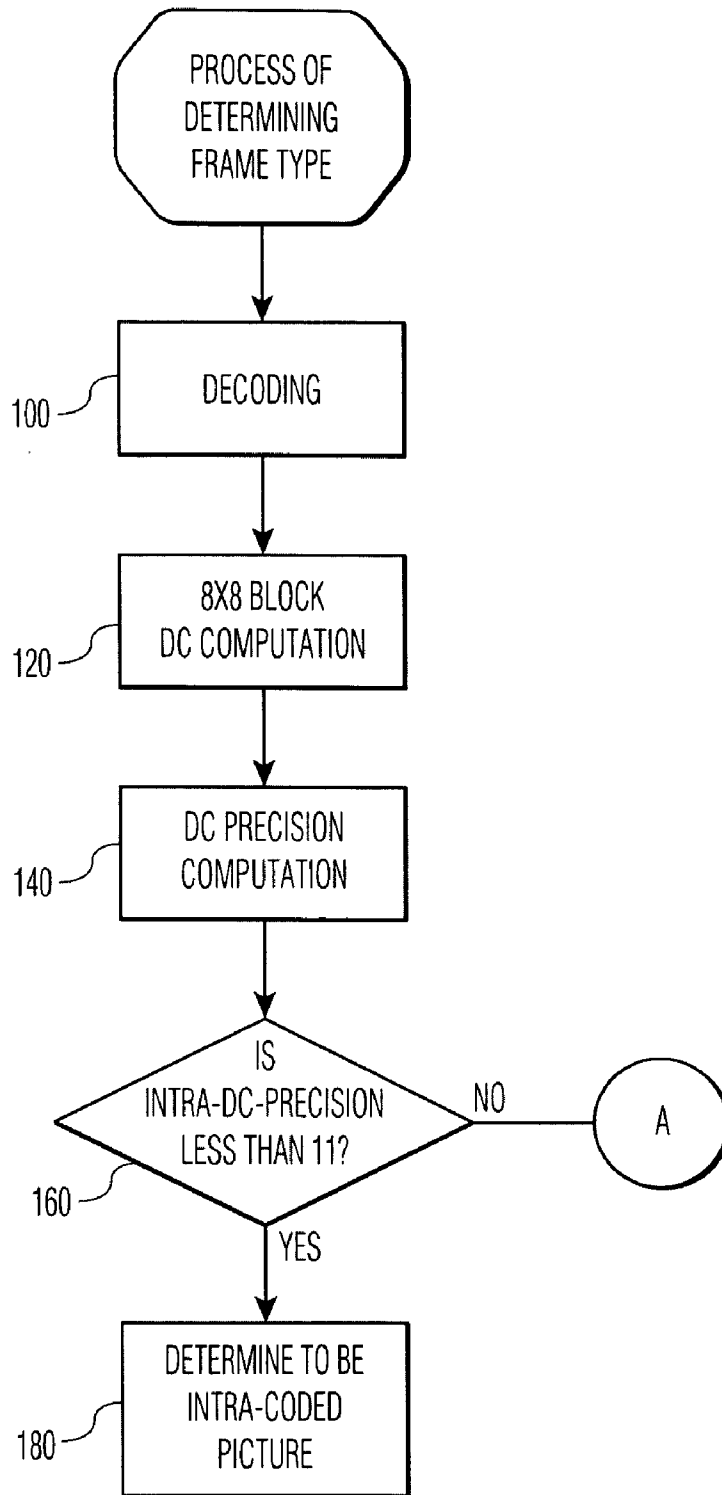 PROCESS OF
DETERMINING
FRAME TYPE
DECODING
100
8X8 BLOCK
DC COMPUTATION
120
DC PRECISION
COMPUTATION
140
IS
INTRA-DC-PRECISION
LESS THAN 11?
NO
A
160
YES
DETERMINE TO BE
INTRA-CODED
PICTURE
180